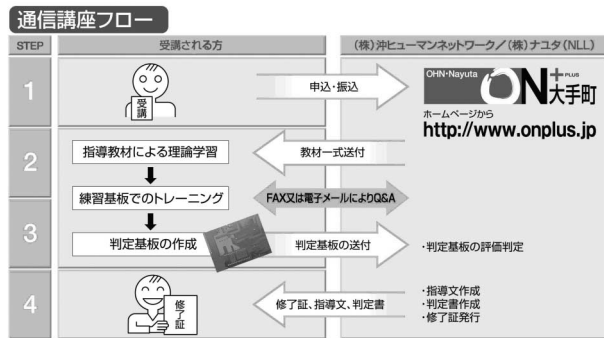 通信講座フロー
STEP
受講される方
(株)沖ヒューマンネットワーク／(株)ナユタ(NLL)
1
受講
申込・振込
OHN・Nayuta
ON+PLUS
大手町
ホームページから
http://www.onplus.jp
2
指導教材による理論学習
教材一式送付
練習基板でのトレーニング
FAX又は電子メールによりQ&A
3
判定基板の作成
判定基板の送付
・判定基板の評価判定
4
修了証
修了証、指導文、判定書
・指導文作成
・判定書作成
・修了証発行